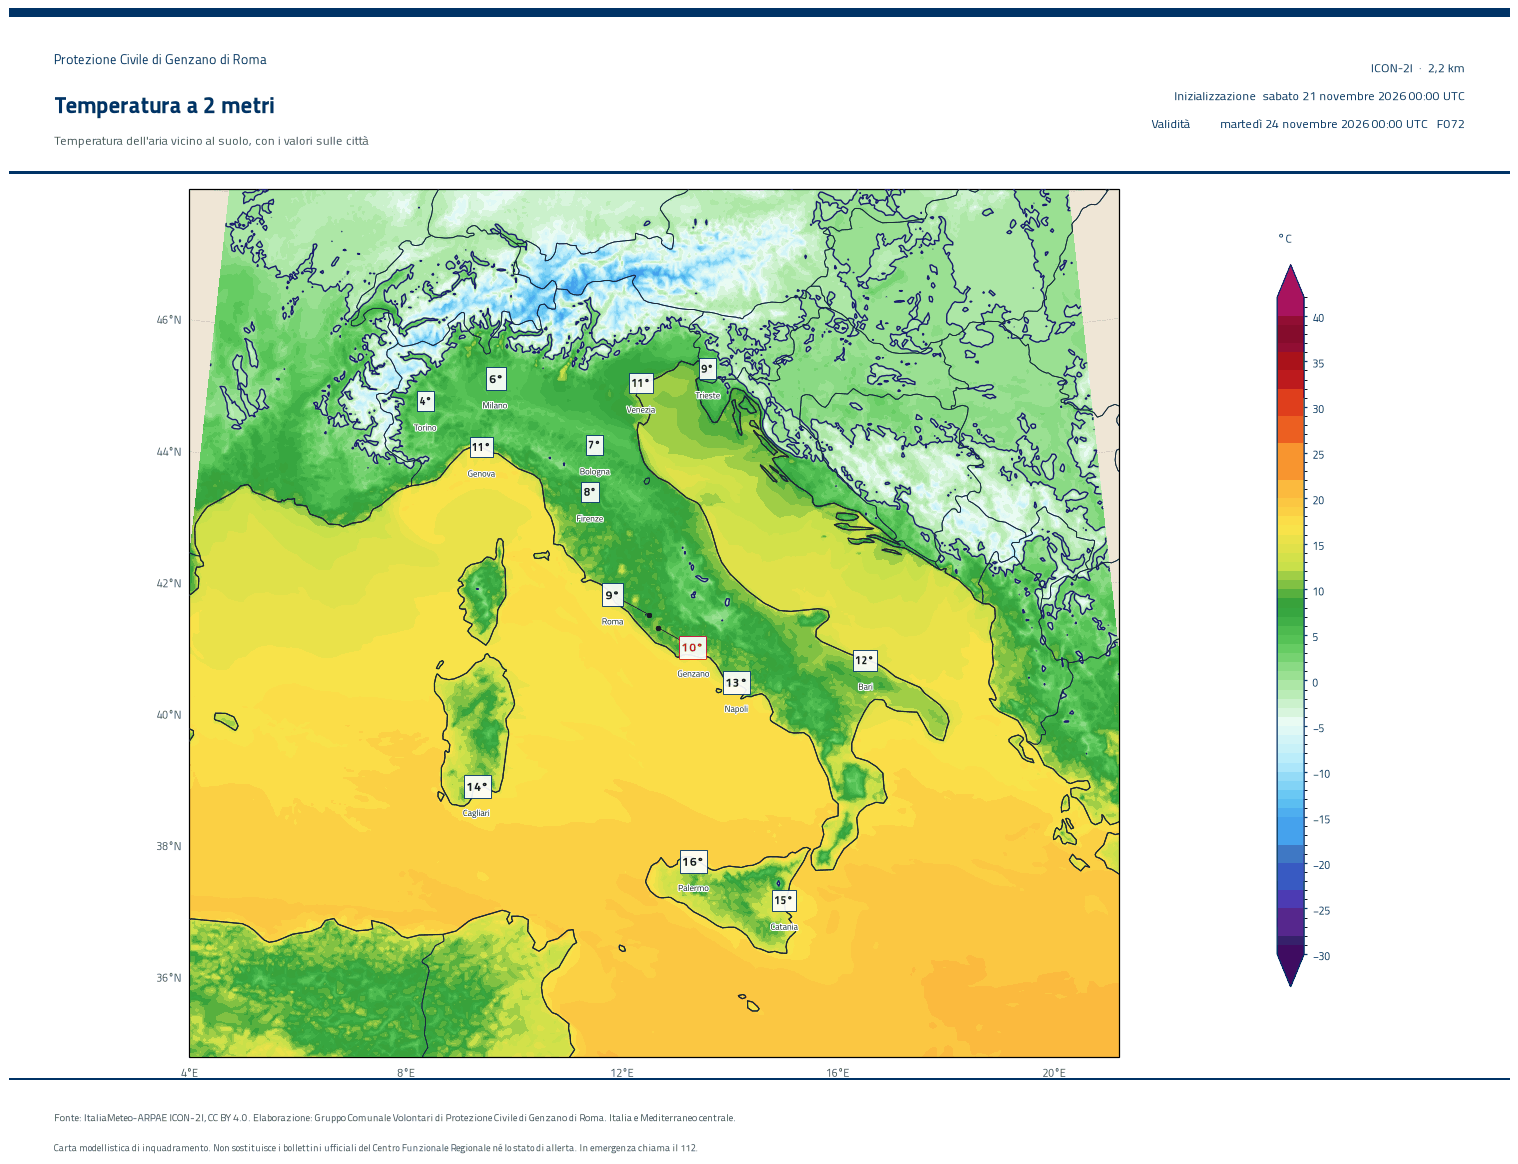 Protezione Civile di Genzano di Roma
Temperatura a 2 metri
Temperatura dell'aria vicino al suolo, con i valori sulle città
ICON-2I · 2,2 km
Inizializzazione sabato 21 novembre 2026 00:00 UTC
Validità martedì 24 novembre 2026 00:00 UTC F072
°C
46°N
44°N
42°N
40°N
38°N
36°N
4°E
8°E
12°E
16°E
20°E
9°
Trieste
6°
Milano
11°
Venezia
4°
Torino
11°
Genova
7°
Bologna
8°
Firenze
9°
Roma
10°
Genzano
12°
Bari
13°
Napoli
14°
Cagliari
16°
Palermo
15°
Catania
40
35
30
25
20
15
10
5
0
−5
−10
−15
−20
−25
−30
Fonte: ItaliaMeteo-ARPAE ICON-2I, CC BY 4.0. Elaborazione: Gruppo Comunale Volontari di Protezione Civile di Genzano di Roma. Italia e Mediterraneo centrale.
Carta modellistica di inquadramento. Non sostituisce i bollettini ufficiali del Centro Funzionale Regionale né lo stato di allerta. In emergenza chiama il 112.